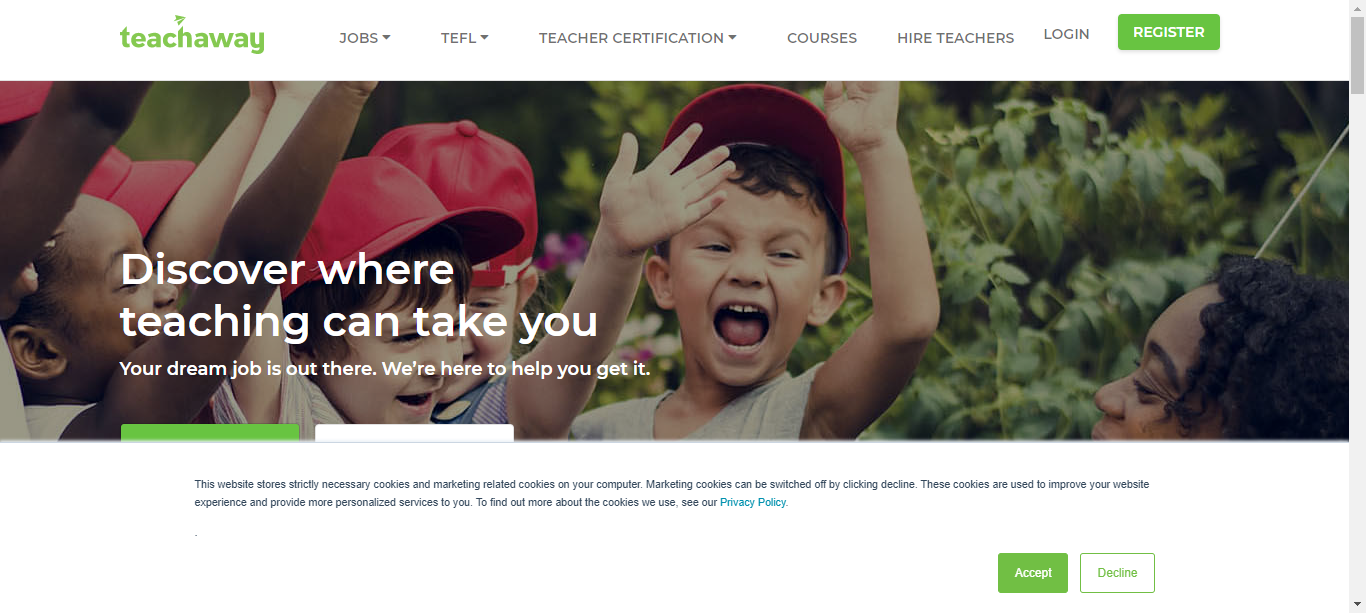 teachaway
JOBS
TEFL
TEACHER CERTIFICATION
COURSES
HIRE TEACHERS
LOGIN
REGISTER
Discover where
teaching can take you
Your dream job is out there. We're here to help you get it.
This website stores strictly necessary cookies and marketing related cookies on your computer. Marketing cookies can be switched off by clicking decline. These cookies are used to improve your website
experience and provide more personalized services to you. To find out more about the cookies we use, see our Privacy Policy.
.
Accept
Decline